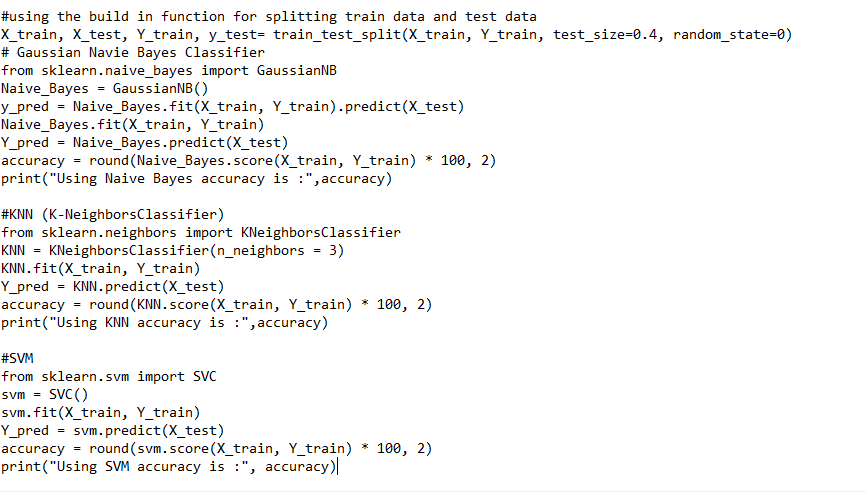 #using the build in function for splitting train data and test data
X_train, X_test, Y_train, y_test= train_test_split(X_train, Y_train, test_size=0.4, random_state=0)
# Gaussian Navie Bayes Classifier
from sklearn.naive_bayes import GaussianNB
Naive_Bayes = GaussianNB()
y_pred = Naive_Bayes.fit(X_train, Y_train).predict(X_test)
Naive_Bayes.fit(X_train, Y_train)
Y_pred = Naive_Bayes.predict(X_test)
accuracy = round(Naive_Bayes.score(X_train, Y_train) * 100, 2)
print("Using Naive Bayes accuracy is :",accuracy)

#KNN (K-NeighborsClassifier)
from sklearn.neighbors import KNeighborsClassifier
KNN = KNeighborsClassifier(n_neighbors = 3)
KNN.fit(X_train, Y_train)
Y_pred = KNN.predict(X_test)
accuracy = round(KNN.score(X_train, Y_train) * 100, 2)
print("Using KNN accuracy is :",accuracy)

#SVM
from sklearn.svm import SVC
svm = SVC()
svm.fit(X_train, Y_train)
Y_pred = svm.predict(X_test)
accuracy = round(svm.score(X_train, Y_train) * 100, 2)
print("Using SVM accuracy is :", accuracy)